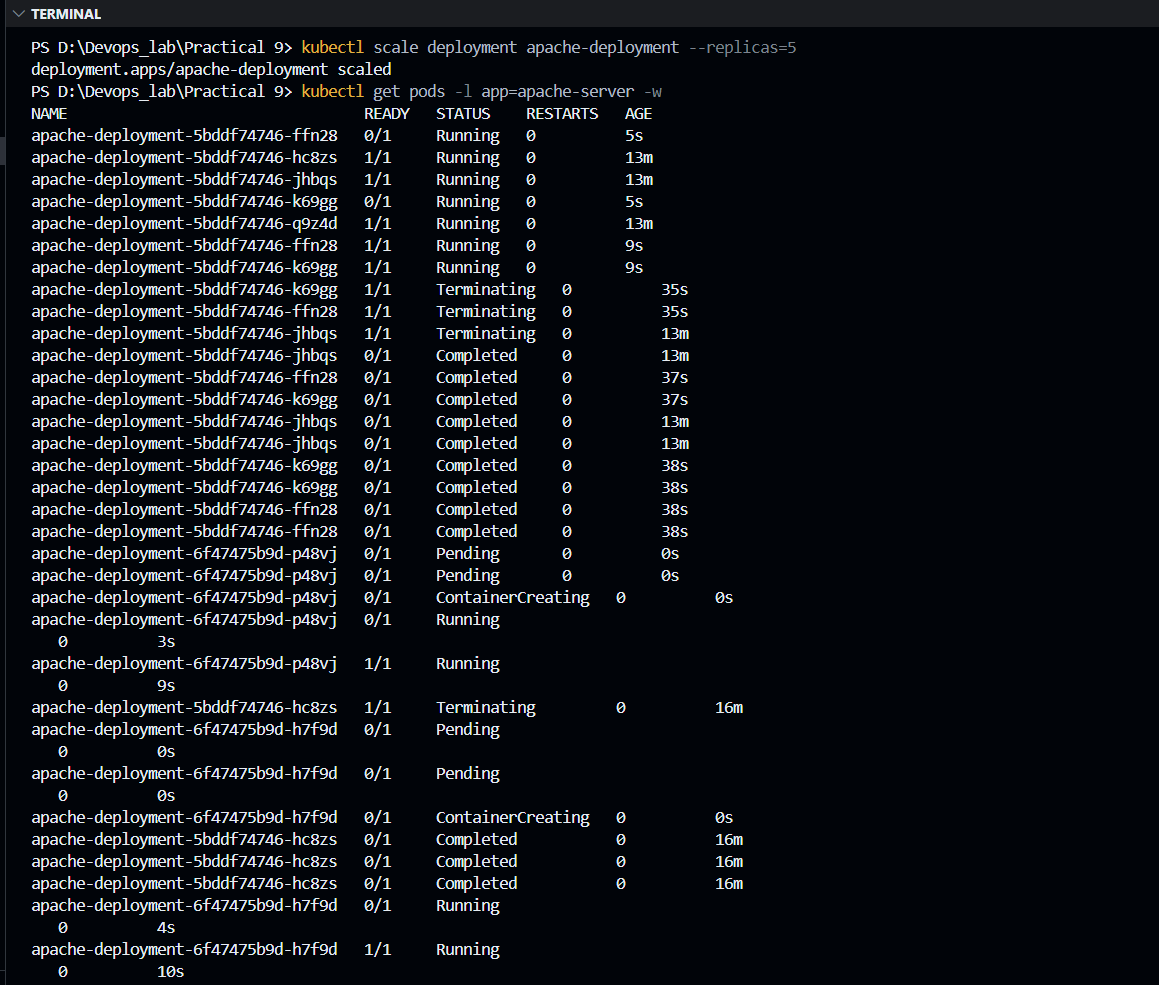 TERMINAL
PS D:\Devops_lab\Practical 9> kubectl scale deployment apache-deployment --replicas=5
deployment.apps/apache-deployment scaled
PS D:\Devops_lab\Practical 9> kubectl get pods -l app=apache-server -w
NAME                                 READY   STATUS    RESTARTS   AGE
apache-deployment-5bddf74746-ffn28   0/1     Running   0          5s
apache-deployment-5bddf74746-hc8zs   1/1     Running   0          13m
apache-deployment-5bddf74746-jhbqs   1/1     Running   0          13m
apache-deployment-5bddf74746-k69gg   0/1     Running   0          5s
apache-deployment-5bddf74746-q9z4d   1/1     Running   0          13m
apache-deployment-5bddf74746-ffn28   1/1     Running   0          9s
apache-deployment-5bddf74746-k69gg   1/1     Running   0          9s
apache-deployment-5bddf74746-k69gg   1/1     Terminating   0          35s
apache-deployment-5bddf74746-ffn28   1/1     Terminating   0          35s
apache-deployment-5bddf74746-jhbqs   1/1     Terminating   0          13m
apache-deployment-5bddf74746-jhbqs   0/1     Completed     0          13m
apache-deployment-5bddf74746-ffn28   0/1     Completed     0          37s
apache-deployment-5bddf74746-k69gg   0/1     Completed     0          37s
apache-deployment-5bddf74746-jhbqs   0/1     Completed     0          13m
apache-deployment-5bddf74746-jhbqs   0/1     Completed     0          13m
apache-deployment-5bddf74746-k69gg   0/1     Completed     0          38s
apache-deployment-5bddf74746-k69gg   0/1     Completed     0          38s
apache-deployment-5bddf74746-ffn28   0/1     Completed     0          38s
apache-deployment-5bddf74746-ffn28   0/1     Completed     0          38s
apache-deployment-6f47475b9d-p48vj   0/1     Pending       0          0s
apache-deployment-6f47475b9d-p48vj   0/1     Pending       0          0s
apache-deployment-6f47475b9d-p48vj   0/1     ContainerCreating   0          0s
apache-deployment-6f47475b9d-p48vj   0/1     Running
   0          3s
apache-deployment-6f47475b9d-p48vj   1/1     Running
   0          9s
apache-deployment-5bddf74746-hc8zs   1/1     Terminating         0          16m
apache-deployment-6f47475b9d-h7f9d   0/1     Pending
   0          0s
apache-deployment-6f47475b9d-h7f9d   0/1     Pending
   0          0s
apache-deployment-6f47475b9d-h7f9d   0/1     ContainerCreating   0          0s
apache-deployment-5bddf74746-hc8zs   0/1     Completed           0          16m
apache-deployment-5bddf74746-hc8zs   0/1     Completed           0          16m
apache-deployment-5bddf74746-hc8zs   0/1     Completed           0          16m
apache-deployment-6f47475b9d-h7f9d   0/1     Running
   0          4s
apache-deployment-6f47475b9d-h7f9d   1/1     Running
   0          10s